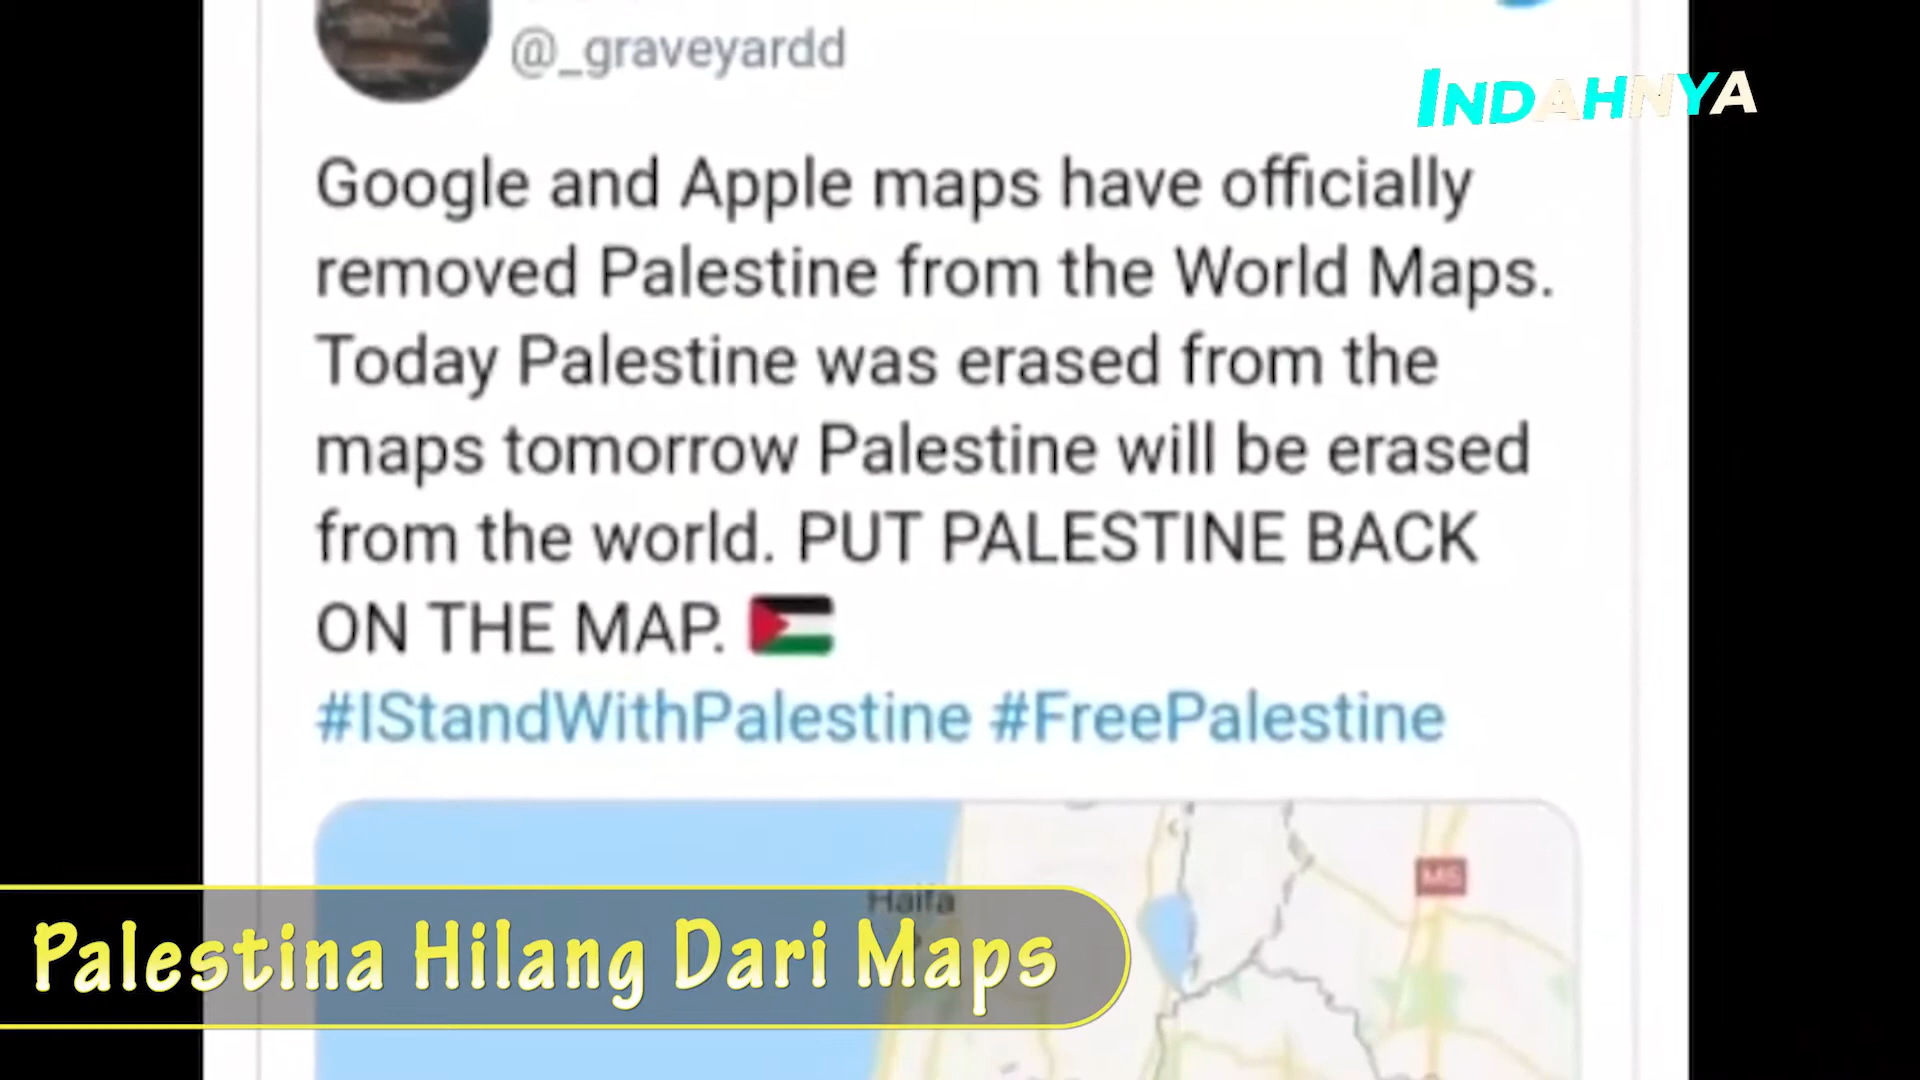 @_graveyardd
INDAHNYA
Google and Apple maps have officially
removed Palestine from the World Maps.
Today Palestine was erased from the
maps tomorrow Palestine will be erased
from the world. PUT PALESTINE BACK
ON THE MAP. 🇵🇸
#IStandWithPalestine #FreePalestine
M5
Haifa
Palestina Hilang Dari Maps